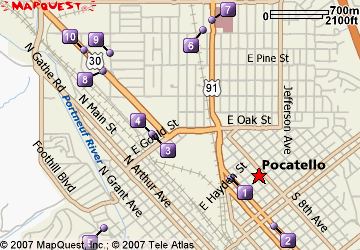 MAPQUEST
700m
2100ft
10
9
7
6
30
8
E Pine St
N Gathe Rd
91
Portneuf River
N Main St
Jefferson Ave
4
E Gould St
E Oak St
3
Foothill Blvd
N Grant Ave
N Arthur Ave
E Hayden St
Pocatello
1
S 8th Ave
2
© 2007 MapQuest, Inc.; © 2007 Tele Atlas